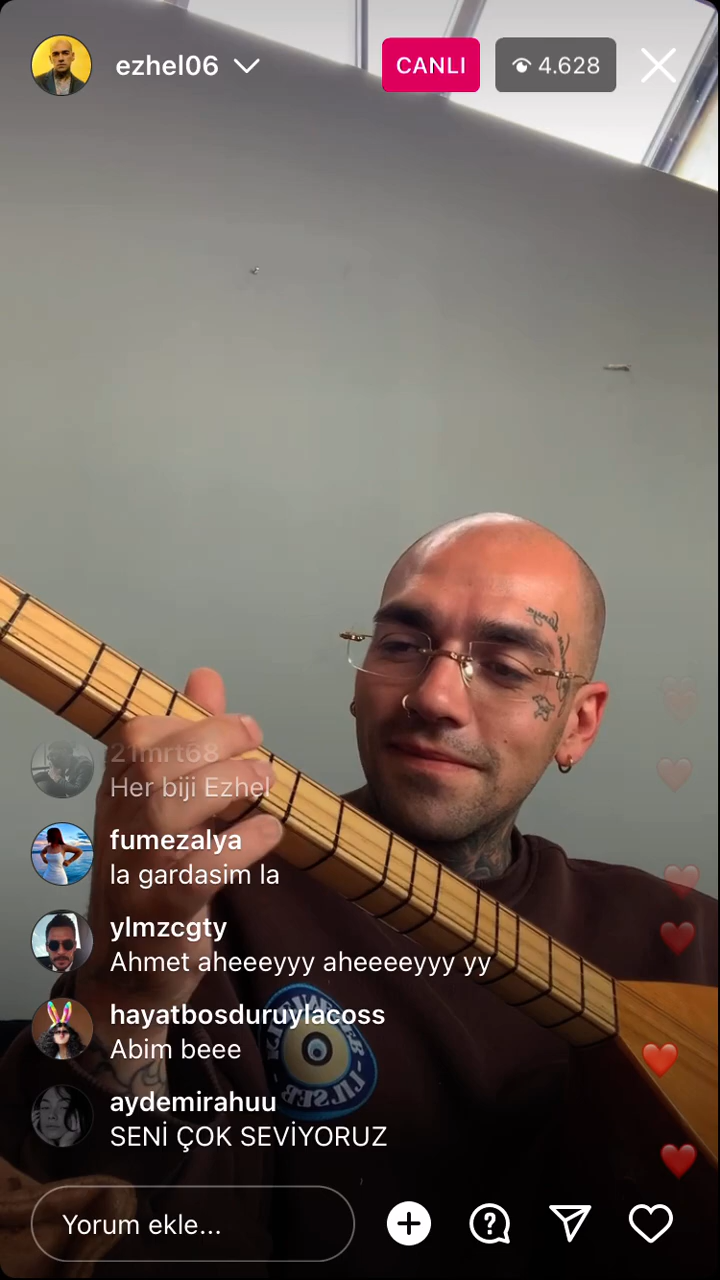 ezhel06
CANLI
4.628
21mrt68
Her biji Ezhel
fumezalya
la gardasim la
ylmzcgty
Ahmet aheeeyyy aheeeeyyy yy
hayatbosduruylacoss
Abim beee
aydemirahuu
SENİ ÇOK SEVİYORUZ
Yorum ekle...